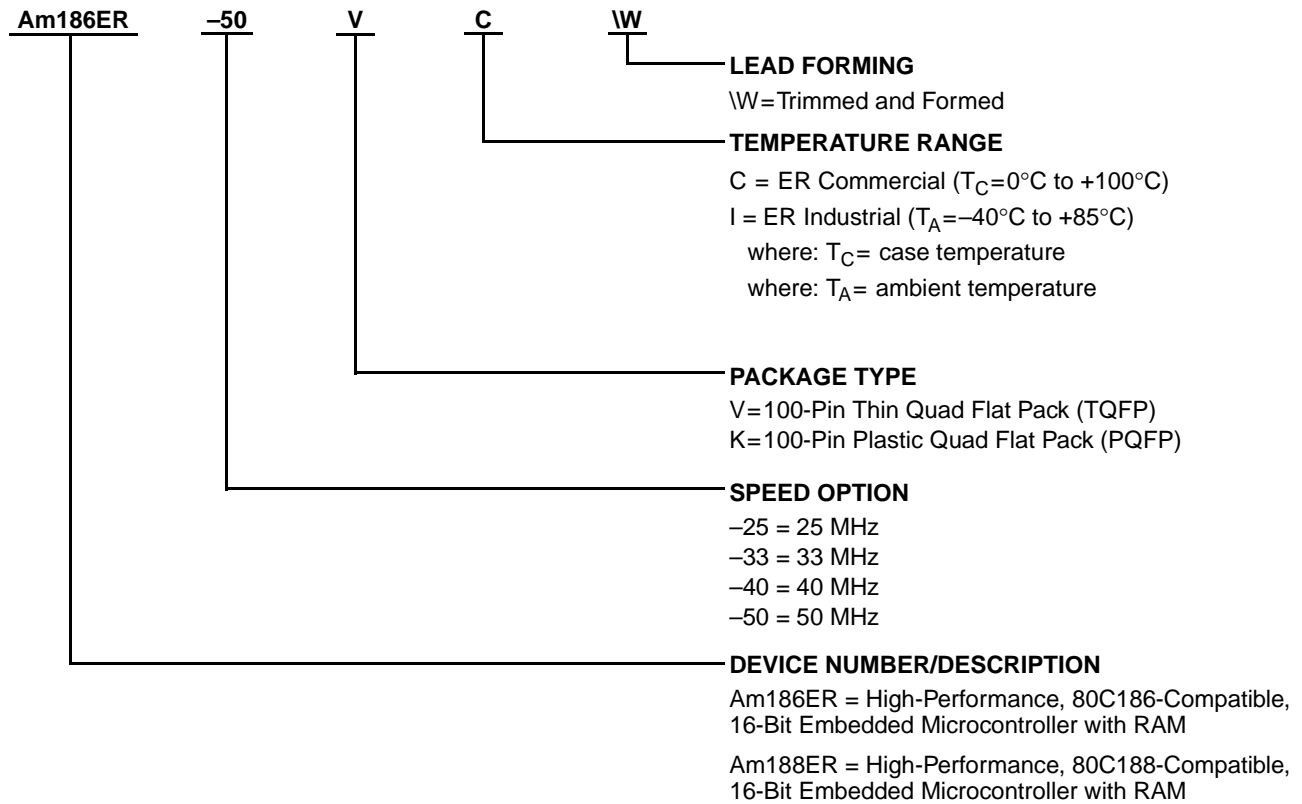 Am186ER –50 V C \W
LEAD FORMING
\W=Trimmed and Formed
TEMPERATURE RANGE
C = ER Commercial (TC=0°C to +100°C)
I = ER Industrial (TA=–40°C to +85°C)
where: TC= case temperature
where: TA= ambient temperature
PACKAGE TYPE
V=100-Pin Thin Quad Flat Pack (TQFP)
K=100-Pin Plastic Quad Flat Pack (PQFP)
SPEED OPTION
–25 = 25 MHz
–33 = 33 MHz
–40 = 40 MHz
–50 = 50 MHz
DEVICE NUMBER/DESCRIPTION
Am186ER = High-Performance, 80C186-Compatible,
16-Bit Embedded Microcontroller with RAM
Am188ER = High-Performance, 80C188-Compatible,
16-Bit Embedded Microcontroller with RAM